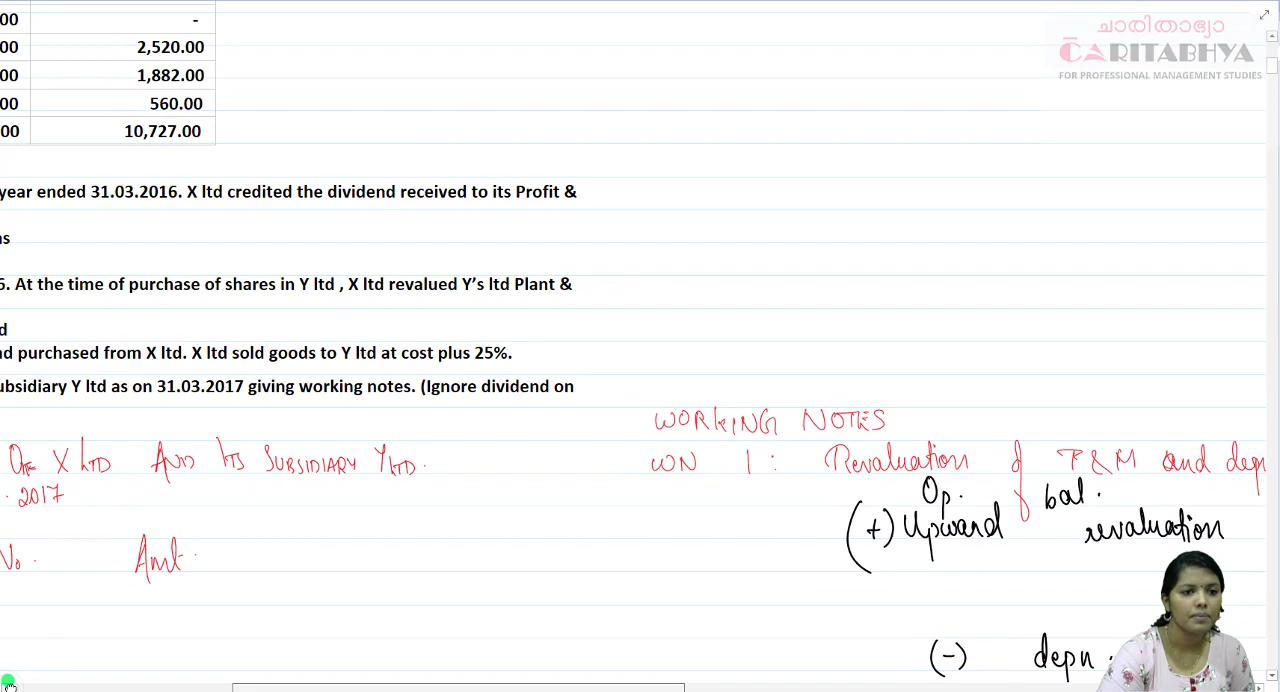 00 -
00 2,520.00
00 1,882.00
00 560.00
00 10,727.00
ചാരിതാഭ്യാ
CARITABHYA
FOR PROFESSIONAL MANAGEMENT STUDIES
year ended 31.03.2016. X ltd credited the dividend received to its Profit &
as
6. At the time of purchase of shares in Y ltd , X ltd revalued Y's ltd Plant &
d
nd purchased from X ltd. X ltd sold goods to Y ltd at cost plus 25%.
ubsidiary Y ltd as on 31.03.2017 giving working notes. (Ignore dividend on
OF X LTD AND ITS SUBSIDIARY Y LTD.
. 2017
No. Amt.
WORKING NOTES
WN 1: Revaluation of P&M and depn
Op. bal.
(+) Upward revaluation
(-) depn.